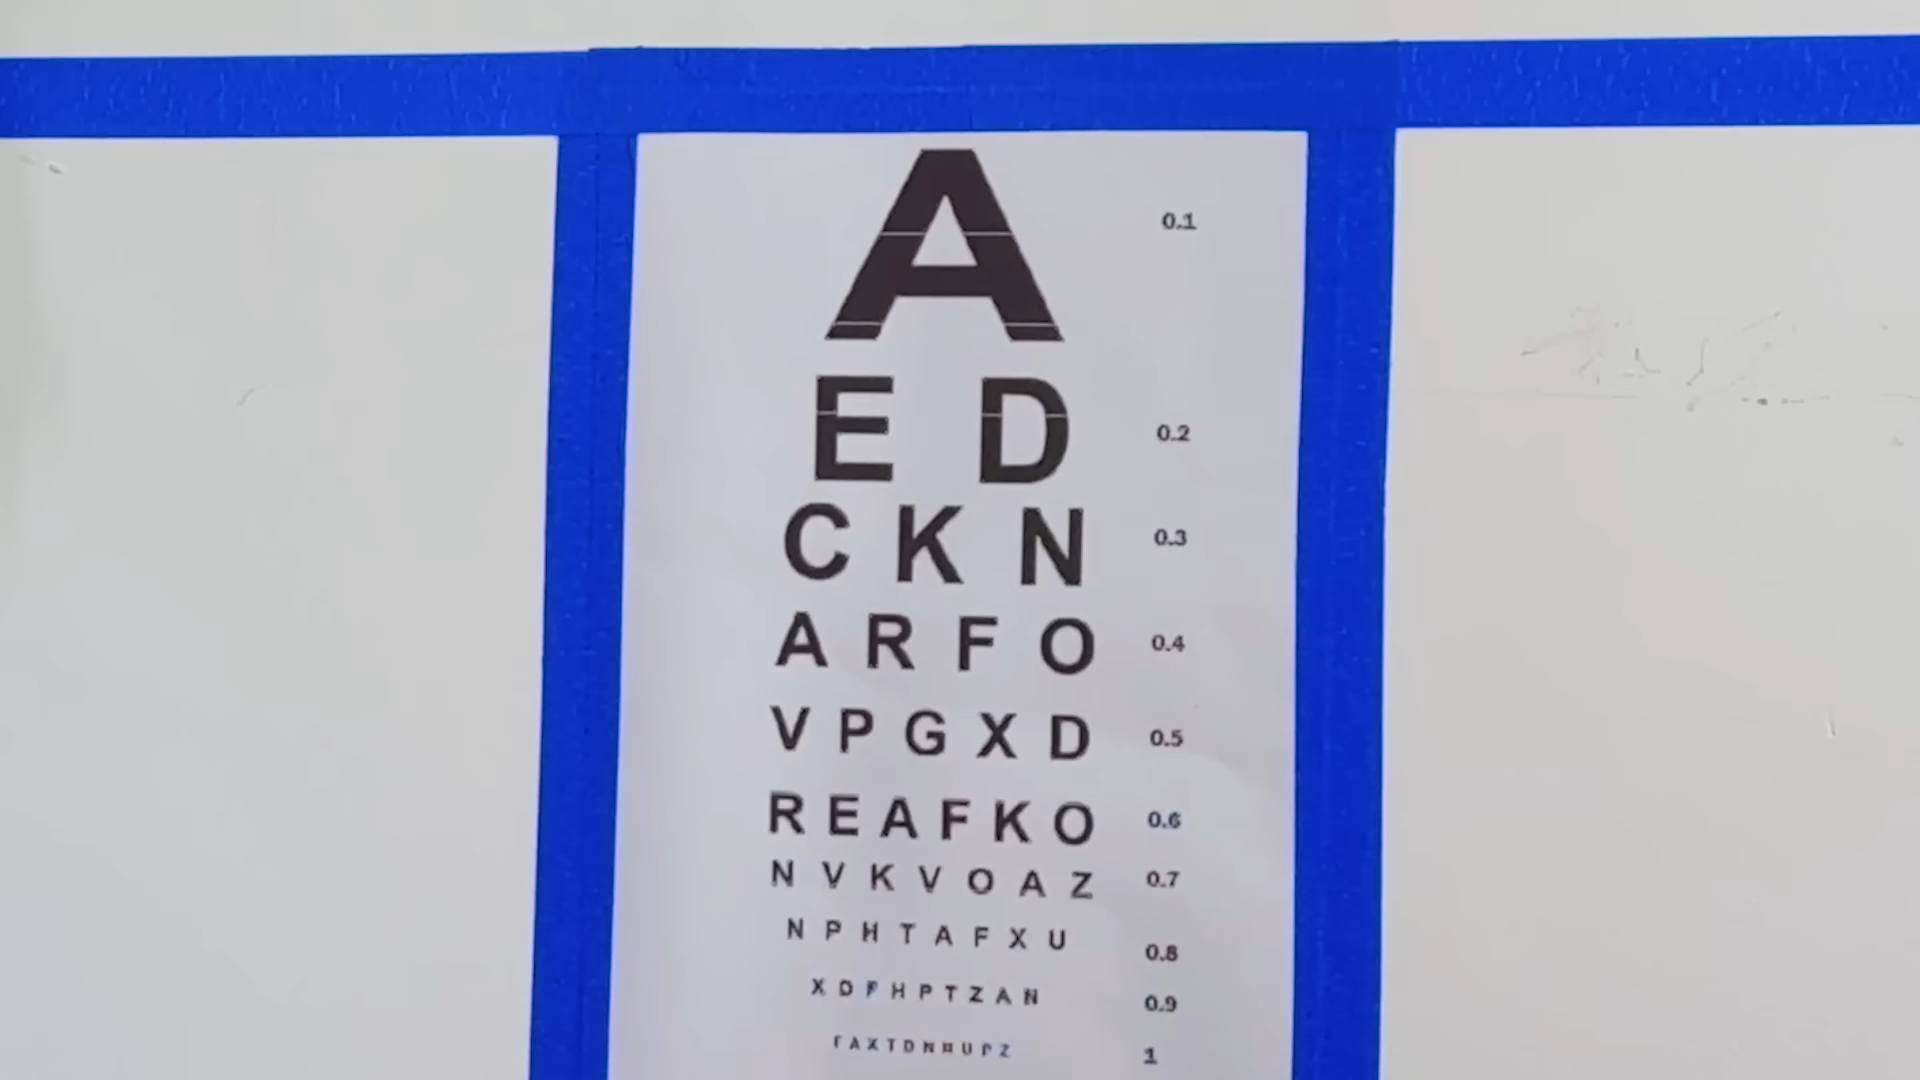 A 0.1
E D 0.2
C K N 0.3
A R F O 0.4
V P G X D 0.5
R E A F K O 0.6
N V K V O A Z 0.7
N P H T A F X U 0.8
X D F H P T Z A N 0.9
1